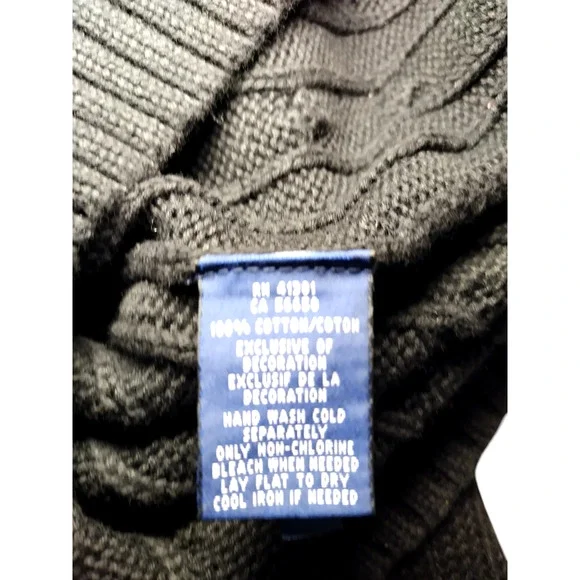 RN 41381
CA
100% COTTON/COTON
EXCLUSIVE OF
DECORATION
EXCLUSIF DE LA
DECORATION
HAND WASH COLD
SEPARATELY
ONLY NON-CHLORINE
BLEACH WHEN NEEDED
LAY FLAT TO DRY
COOL IRON IF NEEDED